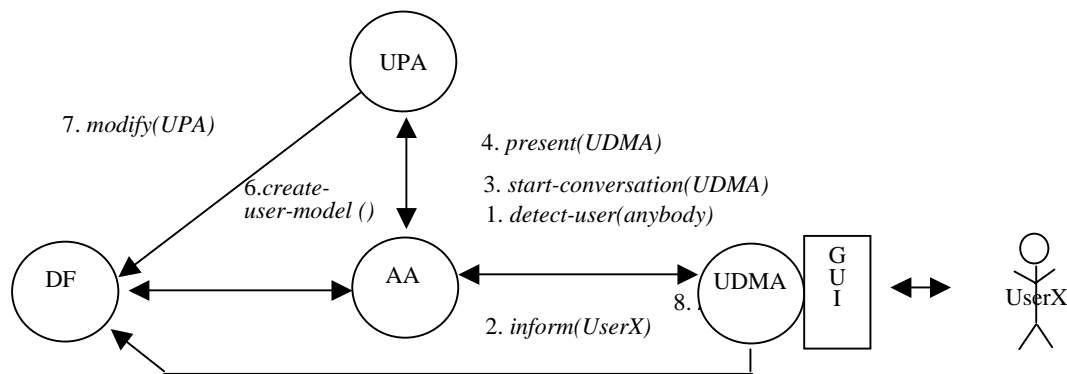 UPA
7. modify(UPA)
4. present(UDMA)
3. start-conversation(UDMA)
6.create-
user-model ()
1. detect-user(anybody)
DF
AA
UDMA
G
U
I
UserX
8.
2. inform(UserX)